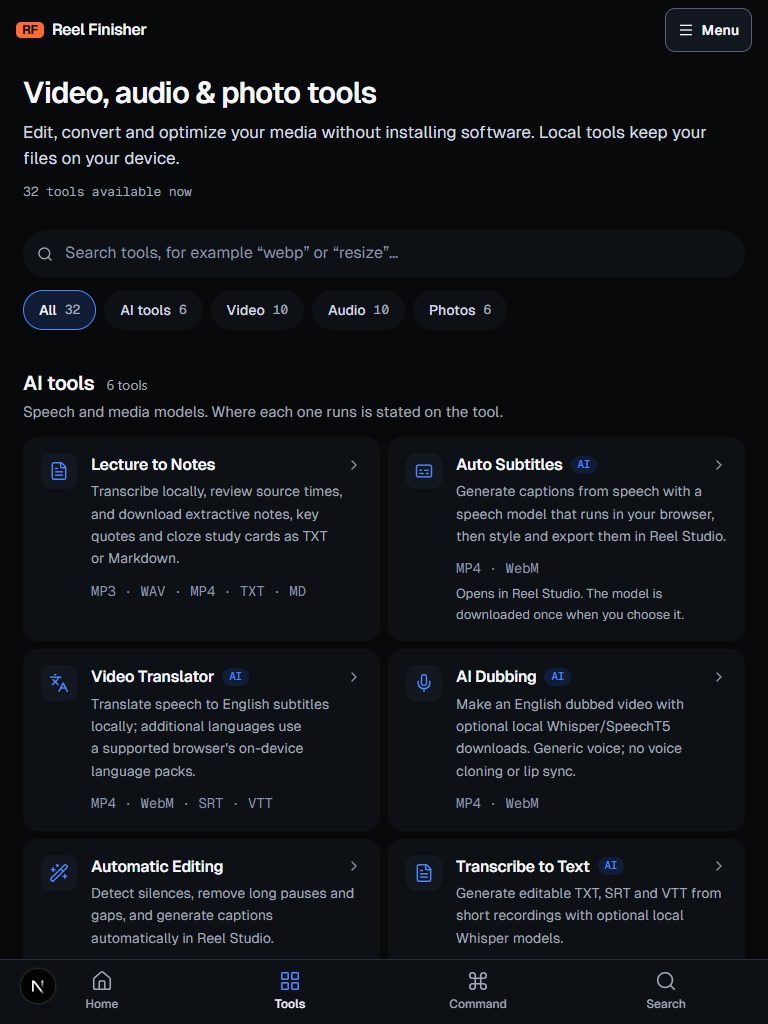 RF Reel Finisher
Menu
Video, audio & photo tools
Edit, convert and optimize your media without installing software. Local tools keep your
files on your device.
32 tools available now
Search tools, for example “webp” or “resize”…
All 32 AI tools 6 Video 10 Audio 10 Photos 6
AI tools 6 tools
Speech and media models. Where each one runs is stated on the tool.
Lecture to Notes
Transcribe locally, review source times,
and download extractive notes, key
quotes and cloze study cards as TXT
or Markdown.
MP3 · WAV · MP4 · TXT · MD
Auto Subtitles AI
Generate captions from speech with a
speech model that runs in your browser,
then style and export them in Reel Studio.
MP4 · WebM
Opens in Reel Studio. The model is
downloaded once when you choose it.
Video Translator AI
Translate speech to English subtitles
locally; additional languages use
a supported browser's on-device
language packs.
MP4 · WebM · SRT · VTT
AI Dubbing AI
Make an English dubbed video with
optional local Whisper/SpeechT5
downloads. Generic voice; no voice
cloning or lip sync.
MP4 · WebM
Automatic Editing
Detect silences, remove long pauses and
gaps, and generate captions
automatically in Reel Studio.
Transcribe to Text AI
Generate editable TXT, SRT and VTT from
short recordings with optional local
Whisper models.
N
Home
Tools
Command
Search